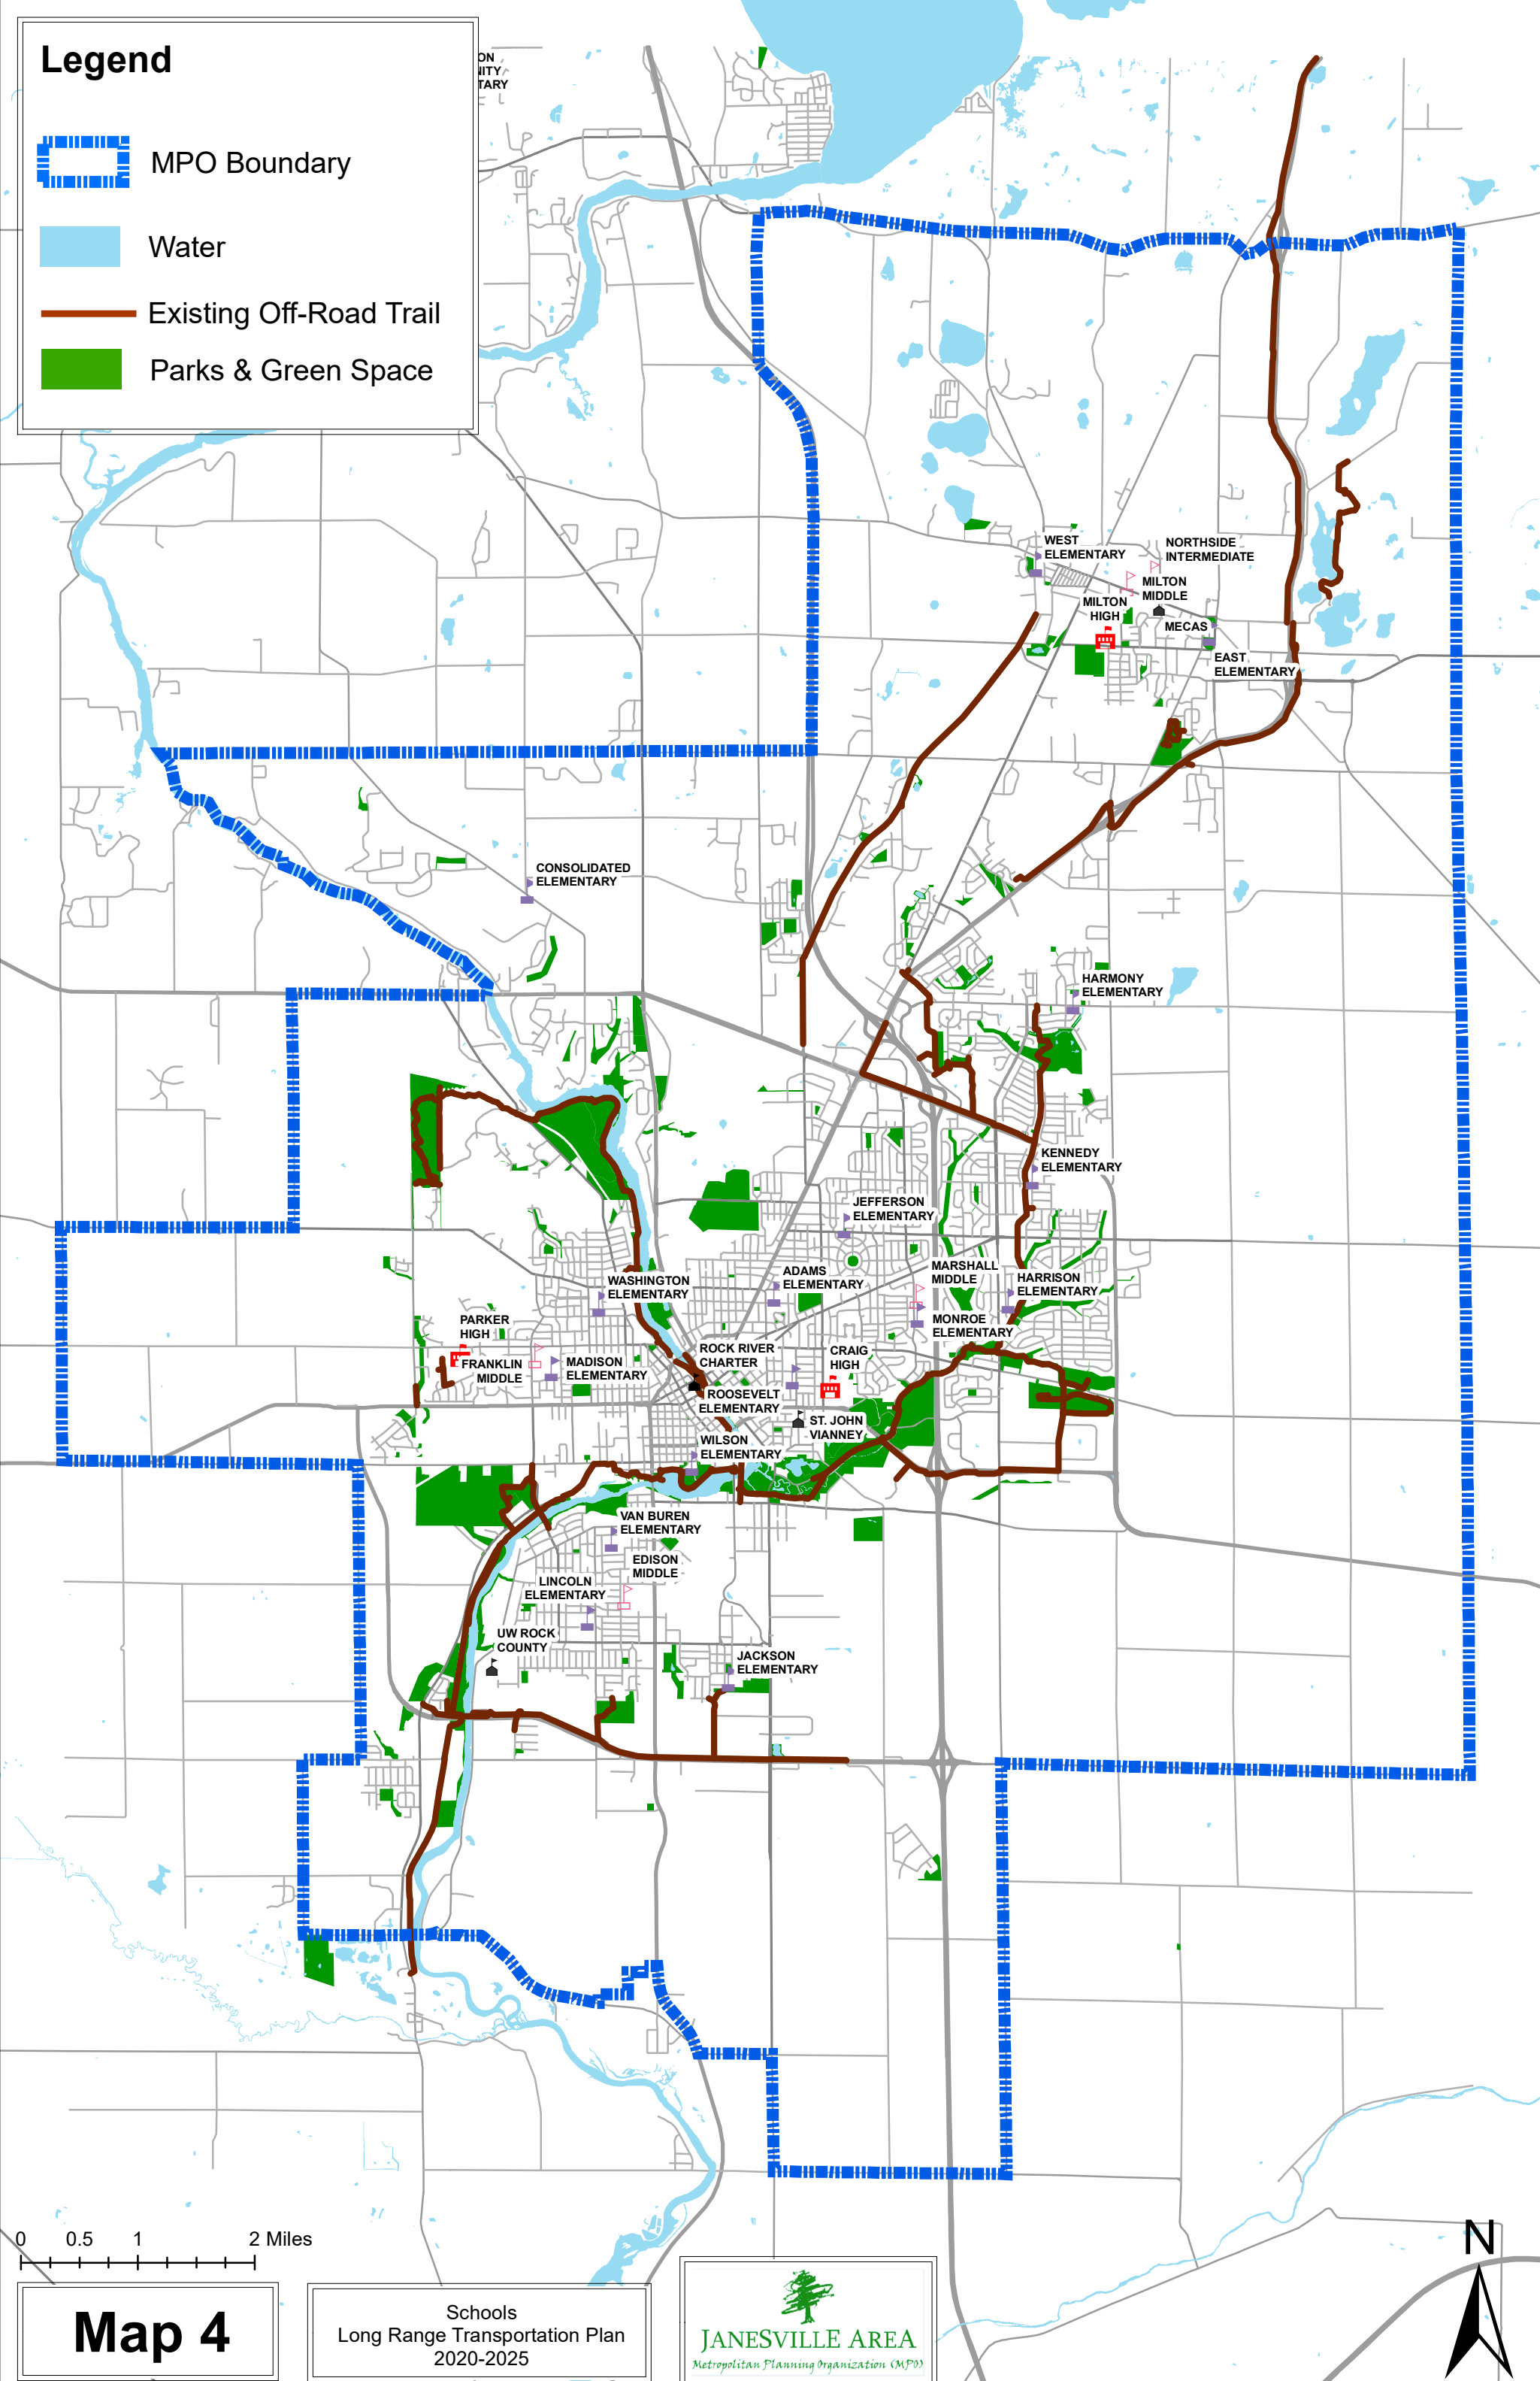 Legend
MPO Boundary
Water
Existing Off-Road Trail
Parks & Green Space
ON
NITY
TARY
WEST
ELEMENTARY
NORTHSIDE
INTERMEDIATE
MILTON
MIDDLE
MILTON
HIGH
MECAS
EAST
ELEMENTARY
CONSOLIDATED
ELEMENTARY
HARMONY
ELEMENTARY
KENNEDY
ELEMENTARY
JEFFERSON
ELEMENTARY
MARSHALL
MIDDLE
ADAMS
ELEMENTARY
HARRISON
ELEMENTARY
WASHINGTON
ELEMENTARY
MONROE
ELEMENTARY
PARKER
HIGH
ROCK RIVER
CHARTER
CRAIG
HIGH
FRANKLIN
MIDDLE
MADISON
ELEMENTARY
ROOSEVELT
ELEMENTARY
ST. JOHN
VIANNEY
WILSON
ELEMENTARY
VAN BUREN
ELEMENTARY
EDISON
MIDDLE
LINCOLN
ELEMENTARY
UW ROCK
COUNTY
JACKSON
ELEMENTARY
0 0.5 1 2 Miles
N
Map 4
Schools
Long Range Transportation Plan
2020-2025
JANESVILLE AREA
Metropolitan Planning Organization (MPO)